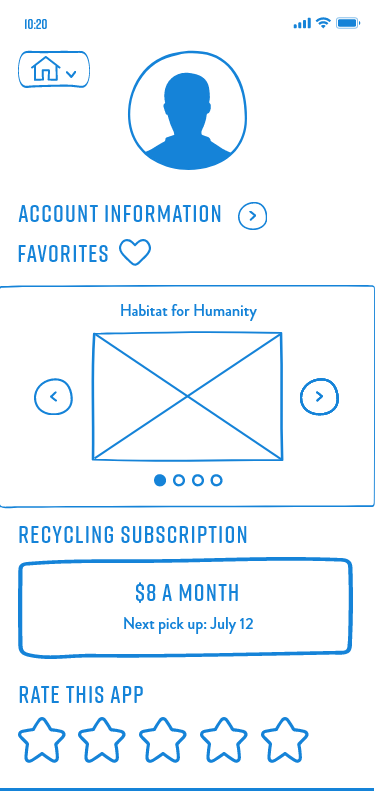 10:20
ACCOUNT INFORMATION
FAVORITES
Habitat for Humanity
RECYCLING SUBSCRIPTION
$8 A MONTH
Next pick up: July 12
RATE THIS APP